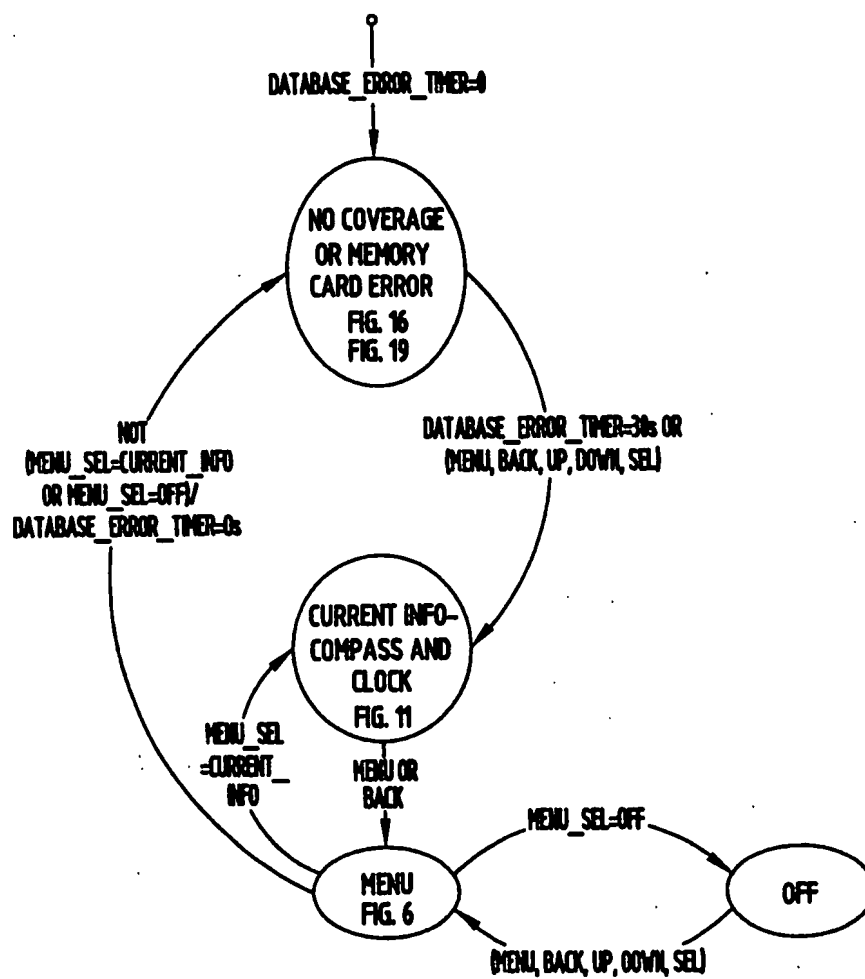 DATABASE_ERROR_TIMER=0
NO COVERAGE
OR MEMORY
CARD ERROR
FIG. 16
FIG. 19
NOT
(MENU_SEL=CURRENT_INFO
OR MENU_SEL=OFF)/
DATABASE_ERROR_TIMER=0s
DATABASE_ERROR_TIMER=30s OR
(MENU, BACK, UP, DOWN, SEL)
CURRENT INFO-
COMPASS AND
CLOCK
FIG. 11
MENU_SEL
=CURRENT_
INFO
MENU OR
BACK
MENU_SEL=OFF
MENU
FIG. 6
OFF
(MENU, BACK, UP, DOWN, SEL)